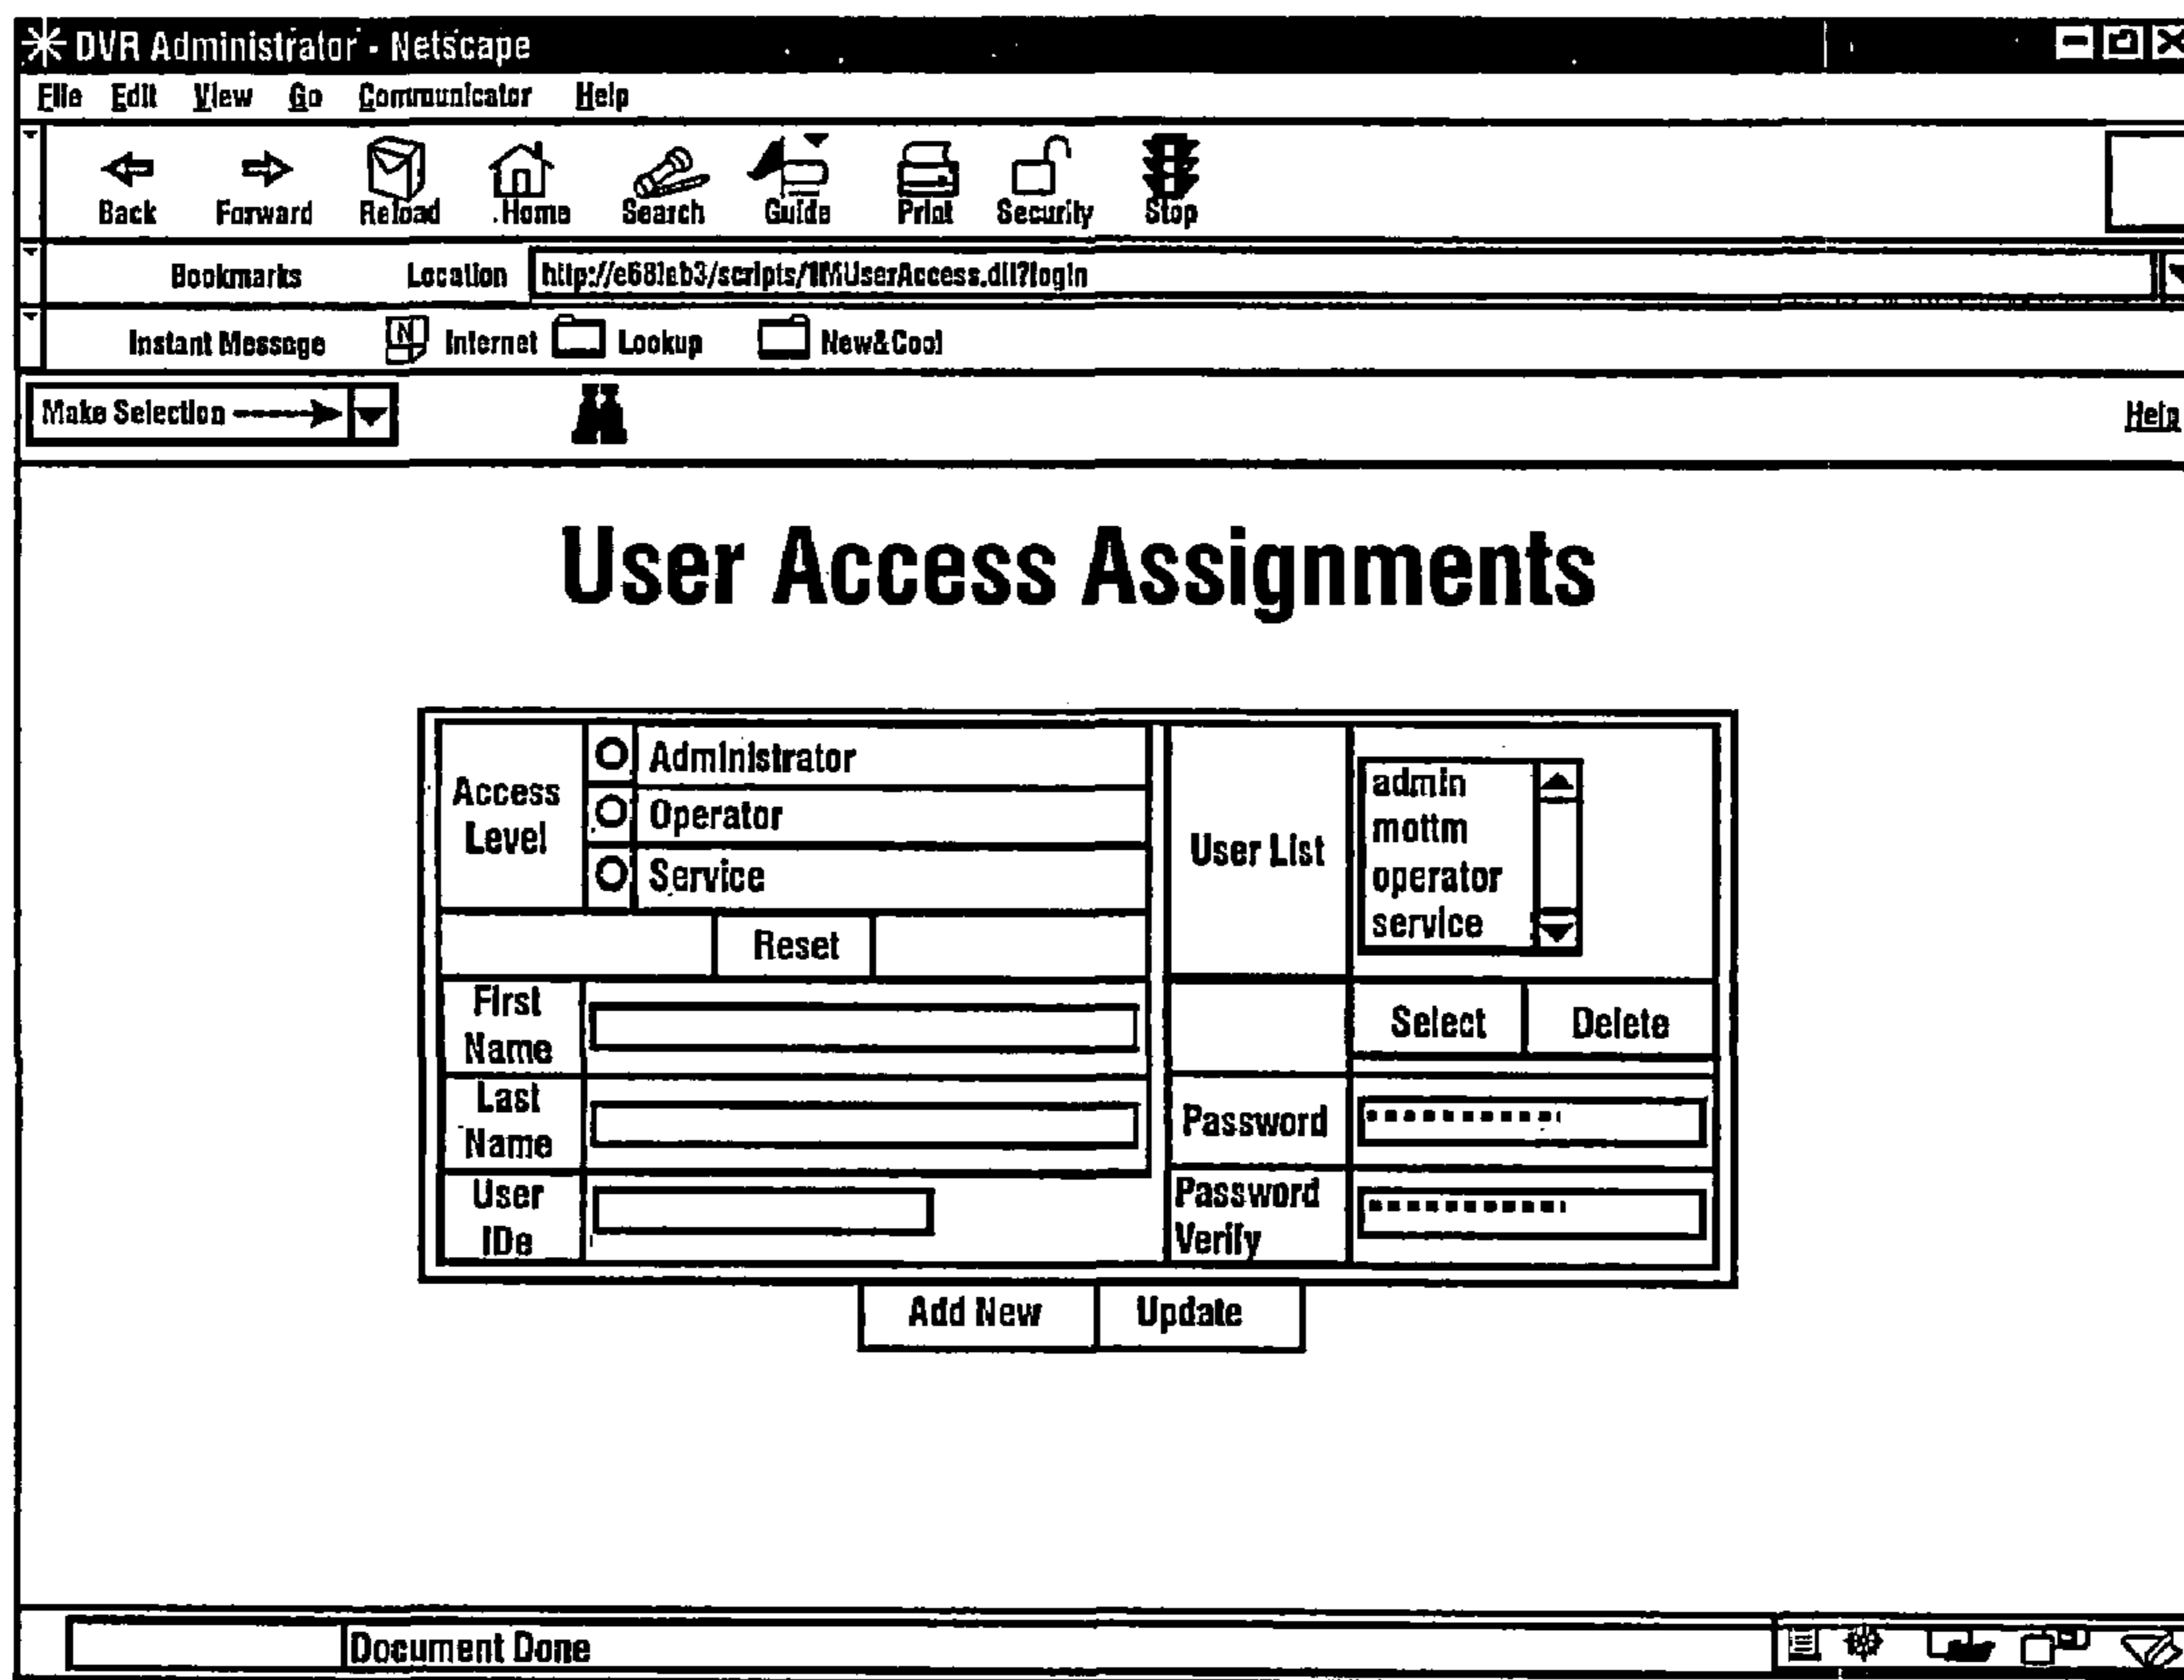 DVR Administrator - Netscape
File Edit View Go Communicator Help
Back Forward Reload Home Search Guide Print Security Stop
Bookmarks Location http://e681eb3/scripts/IMUserAccess.dll?login
Instant Message N Internet Lookup New&Cool
Make Selection Help
User Access Assignments
Access Level
Administrator
Operator
Service
Reset
User List
admin
mottm
operator
service
First Name
Select Delete
Last Name
Password
User IDe
Password Verify
Add New Update
Document Done